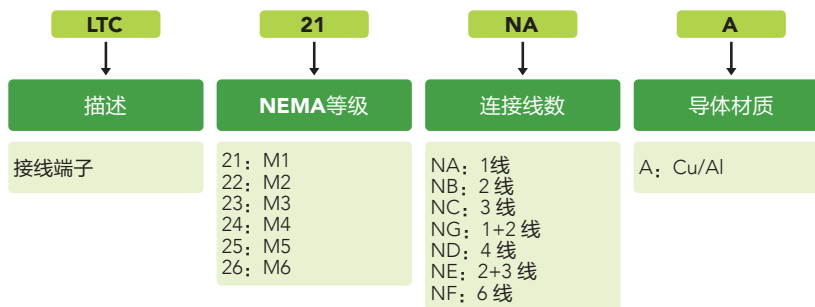 LTC 21 NA A
描述 NEMA等级 连接线数 导体材质
接线端子
21：M1
22：M2
23：M3
24：M4
25：M5
26：M6
NA：1线
NB：2 线
NC：3 线
NG：1+2 线
ND：4 线
NE：2+3 线
NF：6 线
A：Cu/Al